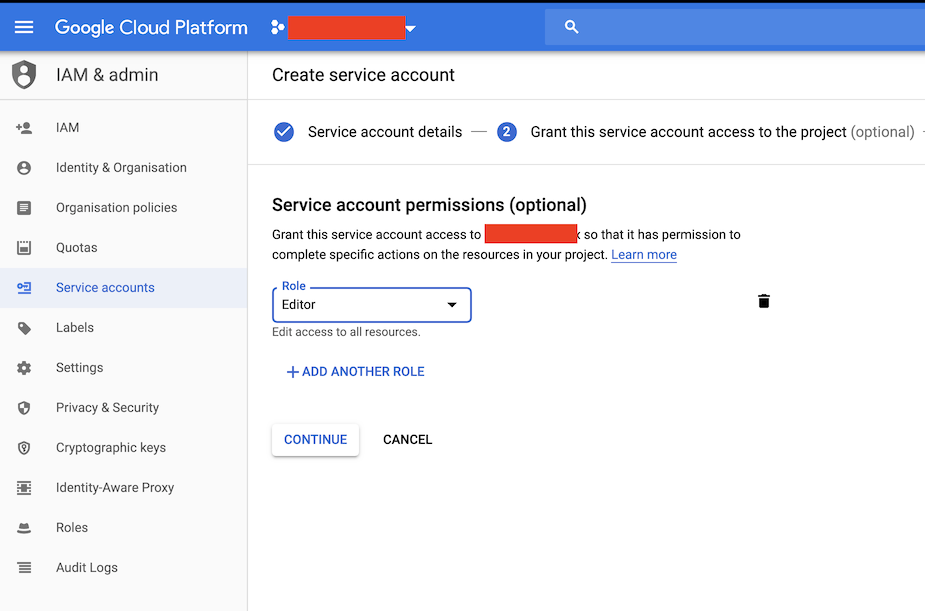 Google Cloud Platform
IAM & admin
Create service account
IAM
Identity & Organisation
Organisation policies
Quotas
Service accounts
Labels
Settings
Privacy & Security
Cryptographic keys
Identity-Aware Proxy
Roles
Audit Logs
Service account details — 2 Grant this service account access to the project (optional)
Service account permissions (optional)
Grant this service account access to so that it has permission to
complete specific actions on the resources in your project. Learn more
Role
Editor
Edit access to all resources.
+ ADD ANOTHER ROLE
CONTINUE CANCEL